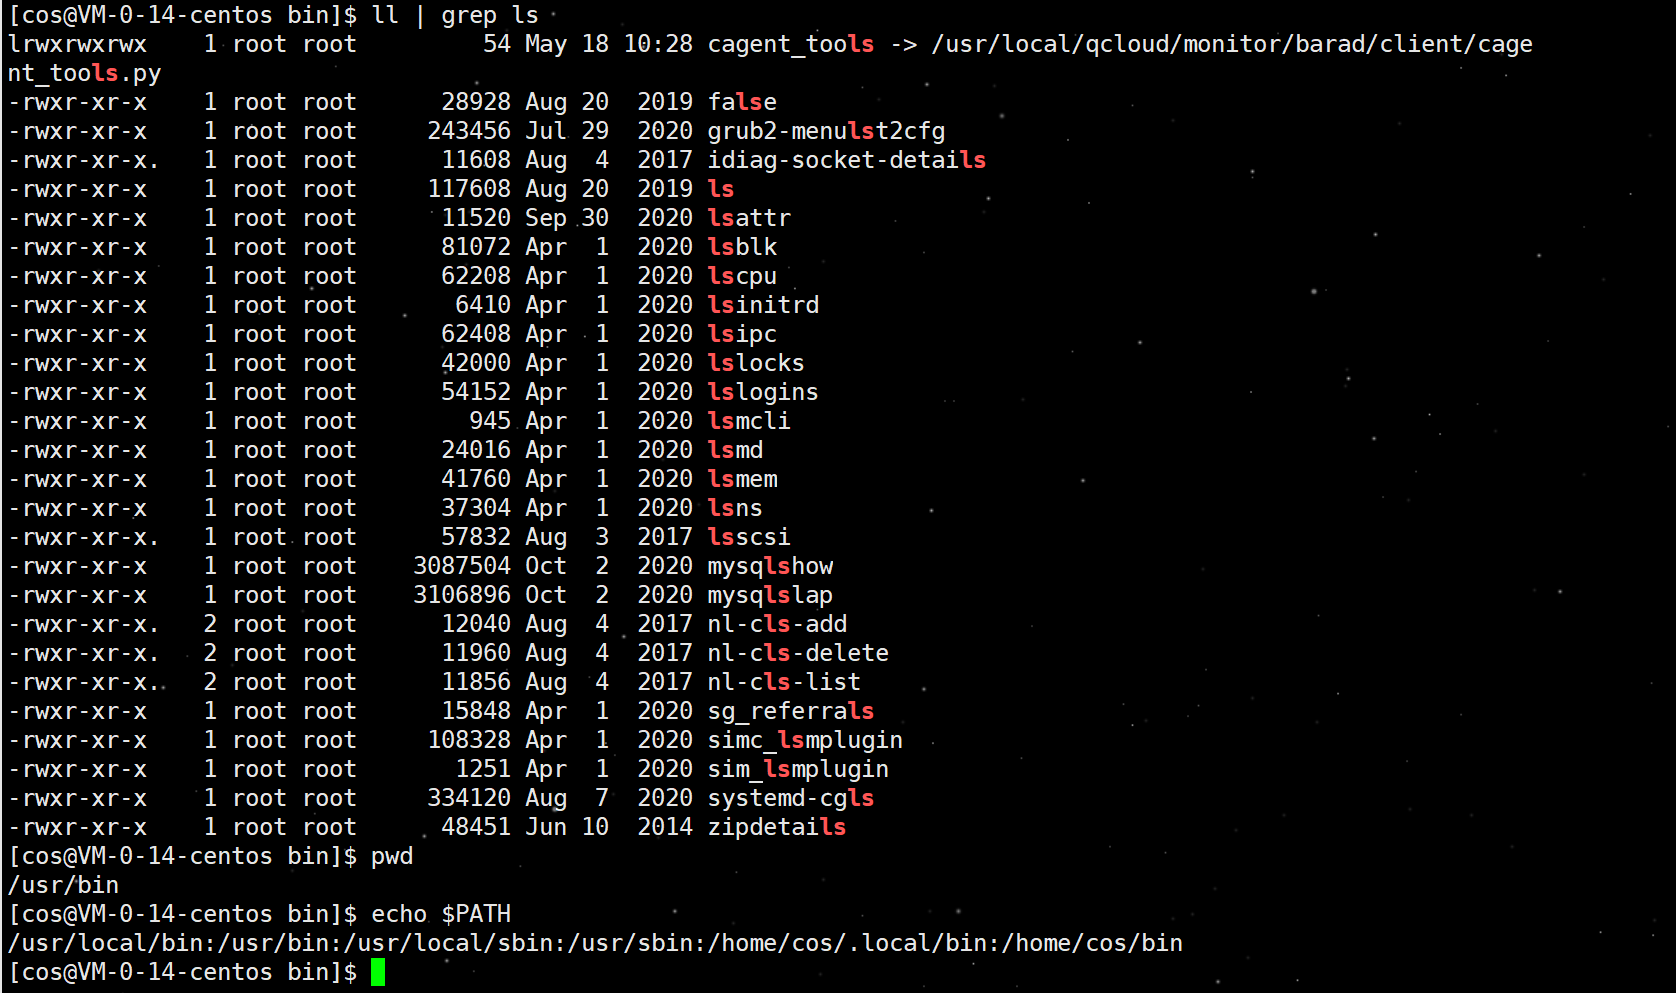 [cos@VM-0-14-centos bin]$ ll | grep ls
lrwxrwxrwx    1 root root         54 May 18 10:28 cagent_tools -> /usr/local/qcloud/monitor/barad/client/cage
nt_tools.py
-rwxr-xr-x    1 root root      28928 Aug 20  2019 false
-rwxr-xr-x    1 root root     243456 Jul 29  2020 grub2-menulst2cfg
-rwxr-xr-x.   1 root root      11608 Aug  4  2017 idiag-socket-details
-rwxr-xr-x    1 root root     117608 Aug 20  2019 ls
-rwxr-xr-x    1 root root      11520 Sep 30  2020 lsattr
-rwxr-xr-x    1 root root      81072 Apr  1  2020 lsblk
-rwxr-xr-x    1 root root      62208 Apr  1  2020 lscpu
-rwxr-xr-x    1 root root       6410 Apr  1  2020 lsinitrd
-rwxr-xr-x    1 root root      62408 Apr  1  2020 lsipc
-rwxr-xr-x    1 root root      42000 Apr  1  2020 lslocks
-rwxr-xr-x    1 root root      54152 Apr  1  2020 lslogins
-rwxr-xr-x    1 root root        945 Apr  1  2020 lsmcli
-rwxr-xr-x    1 root root      24016 Apr  1  2020 lsmd
-rwxr-xr-x    1 root root      41760 Apr  1  2020 lsmem
-rwxr-xr-x    1 root root      37304 Apr  1  2020 lsns
-rwxr-xr-x.   1 root root      57832 Aug  3  2017 lsscsi
-rwxr-xr-x    1 root root    3087504 Oct  2  2020 mysqlshow
-rwxr-xr-x    1 root root    3106896 Oct  2  2020 mysqlslap
-rwxr-xr-x.   2 root root      12040 Aug  4  2017 nl-cls-add
-rwxr-xr-x.   2 root root      11960 Aug  4  2017 nl-cls-delete
-rwxr-xr-x.   2 root root      11856 Aug  4  2017 nl-cls-list
-rwxr-xr-x    1 root root      15848 Apr  1  2020 sg_referrals
-rwxr-xr-x    1 root root     108328 Apr  1  2020 simc_lsmplugin
-rwxr-xr-x    1 root root       1251 Apr  1  2020 sim_lsmplugin
-rwxr-xr-x    1 root root     334120 Aug  7  2020 systemd-cgls
-rwxr-xr-x    1 root root      48451 Jun 10  2014 zipdetails
[cos@VM-0-14-centos bin]$ pwd
/usr/bin
[cos@VM-0-14-centos bin]$ echo $PATH
/usr/local/bin:/usr/bin:/usr/local/sbin:/usr/sbin:/home/cos/.local/bin:/home/cos/bin
[cos@VM-0-14-centos bin]$